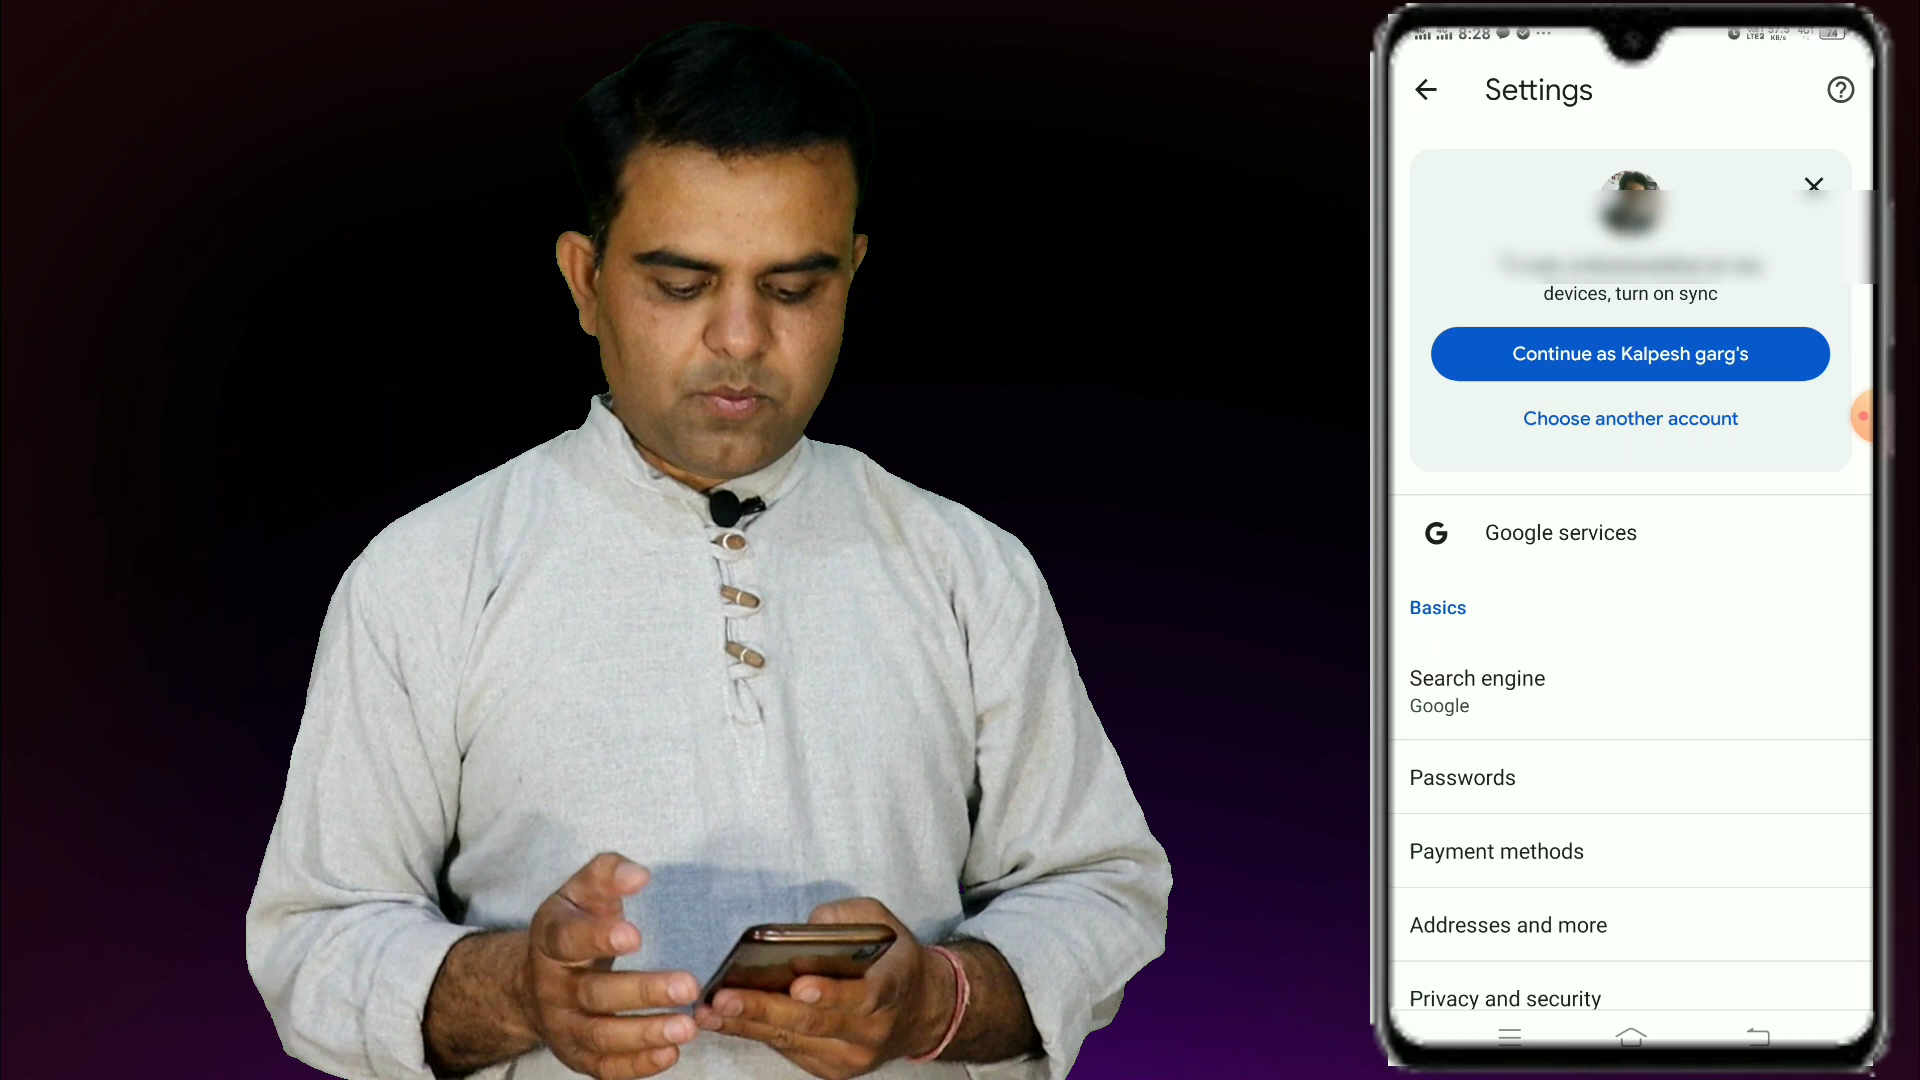 8:28
74
Settings
devices, turn on sync
Continue as Kalpesh garg's
Choose another account
G
Google services
Basics
Search engine
Google
Passwords
Payment methods
Addresses and more
Privacy and security